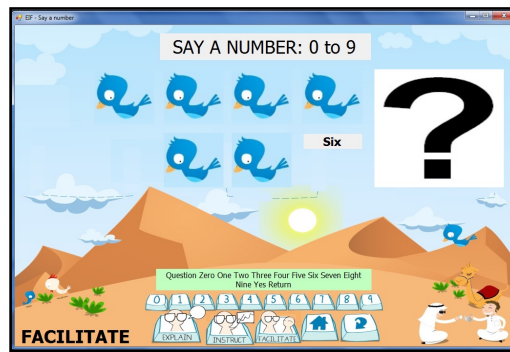 EIF - Say a number
SAY A NUMBER: 0 to 9
Six
?
Question Zero One Two Three Four Five Six Seven Eight
Nine Yes Return
0 1 2 3 4 5 6 7 8 9
EXPLAIN INSTRUCT FACILITATE
FACILITATE